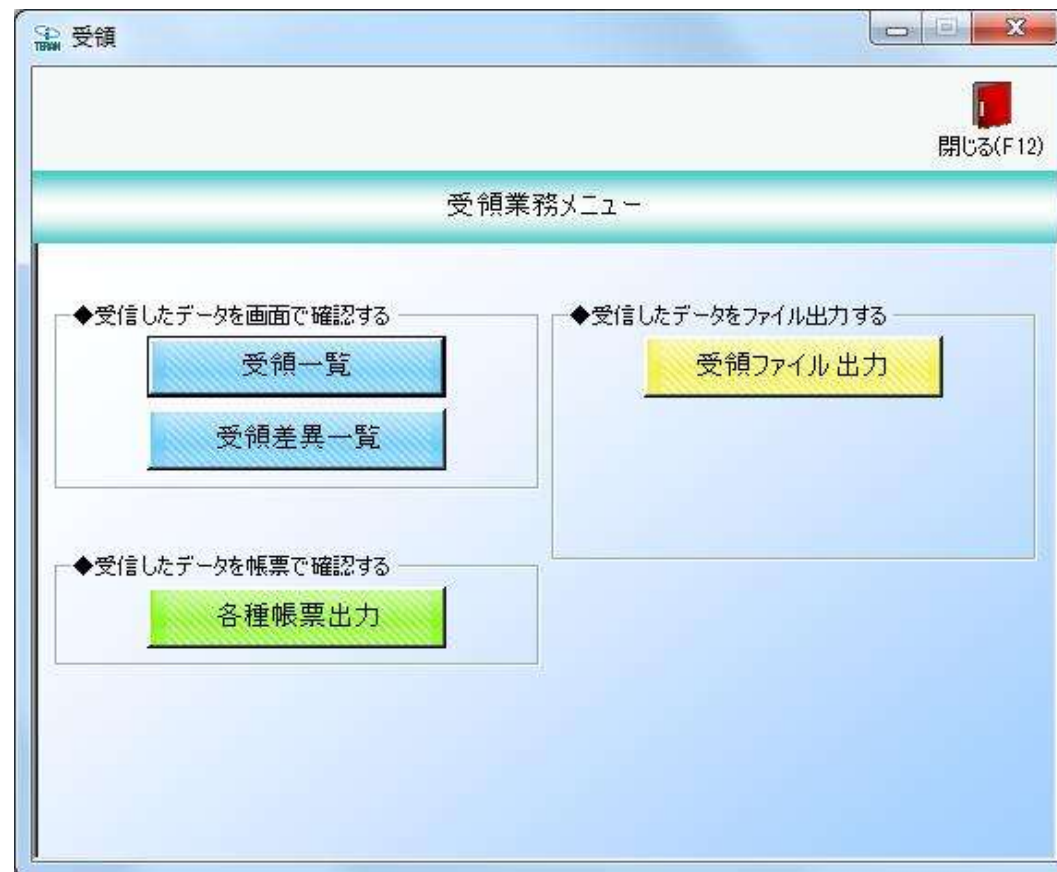 TERAN 受領
閉じる(F12)
受領業務メニュー
◆受信したデータを画面で確認する
受領一覧
受領差異一覧
◆受信したデータをファイル出力する
受領ファイル出力
◆受信したデータを帳票で確認する
各種帳票出力